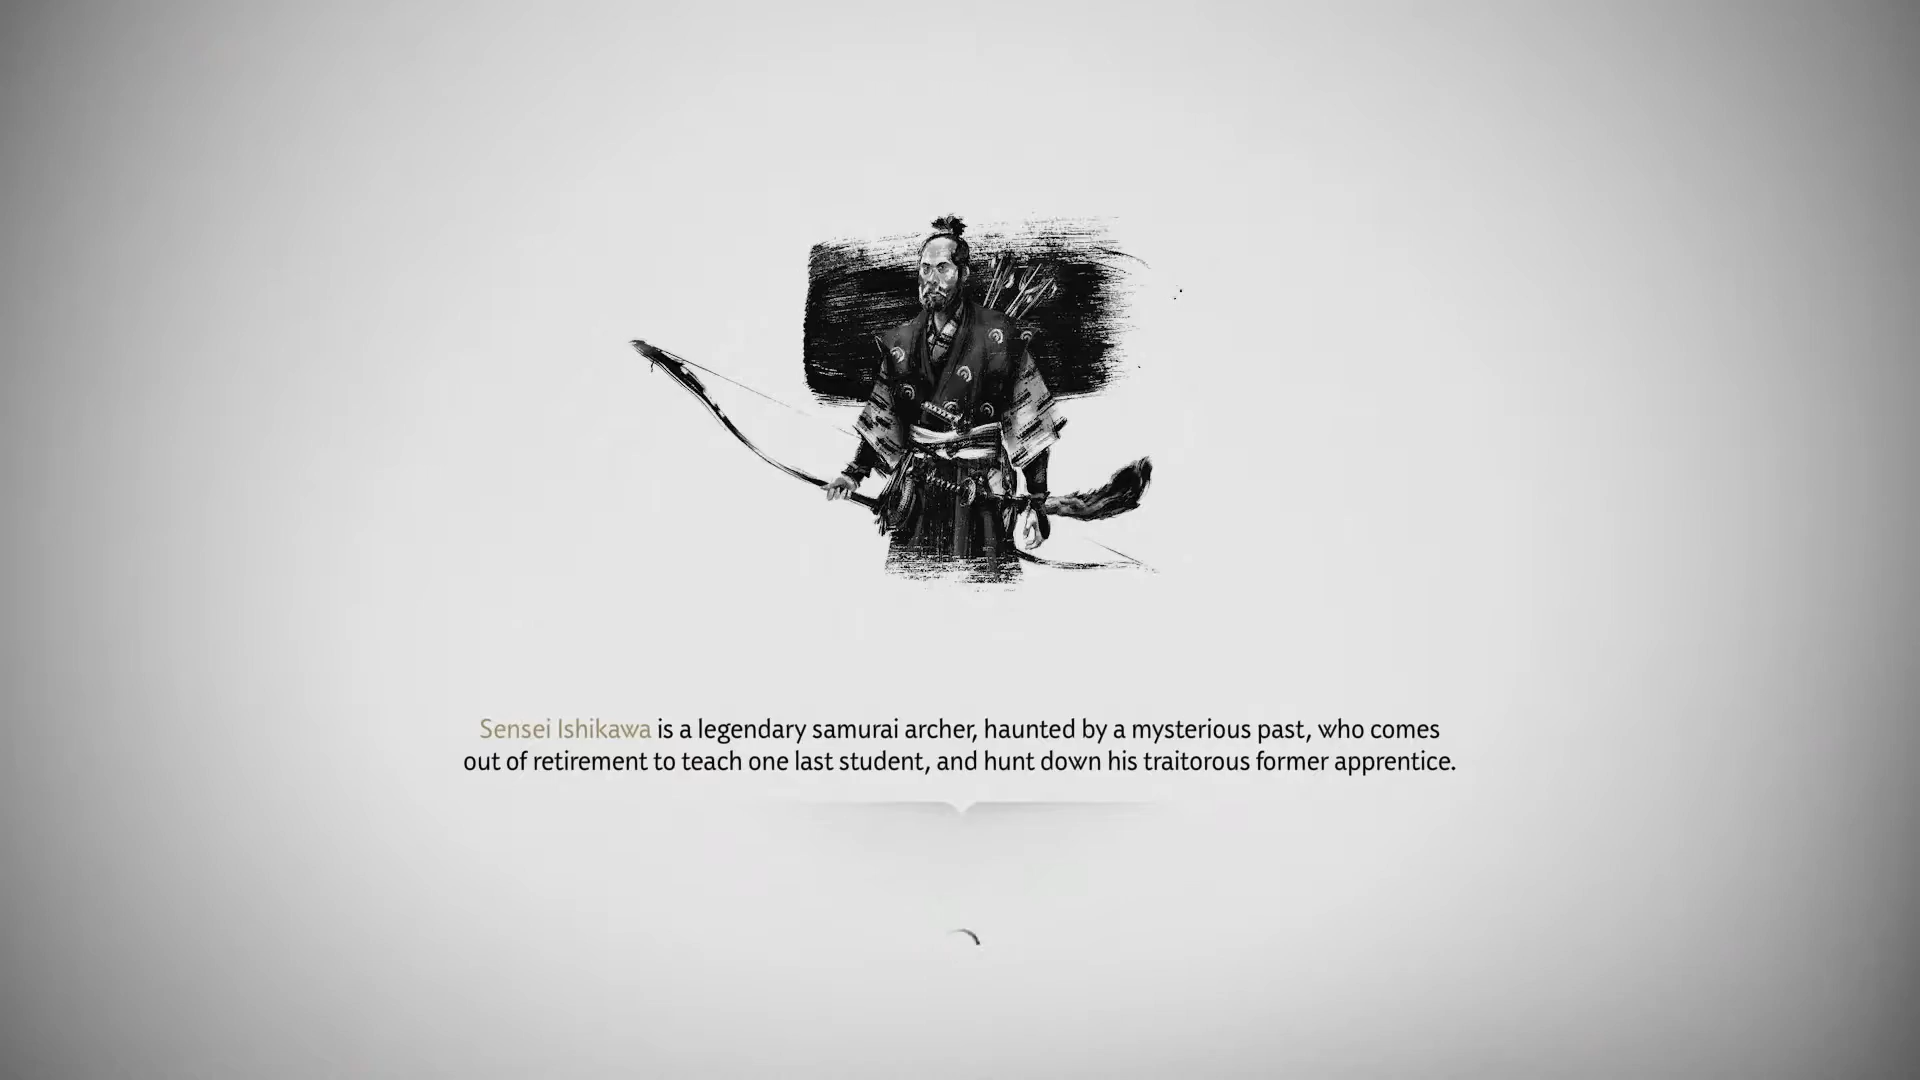 Sensei Ishikawa is a legendary samurai archer, haunted by a mysterious past, who comes
out of retirement to teach one last student, and hunt down his traitorous former apprentice.